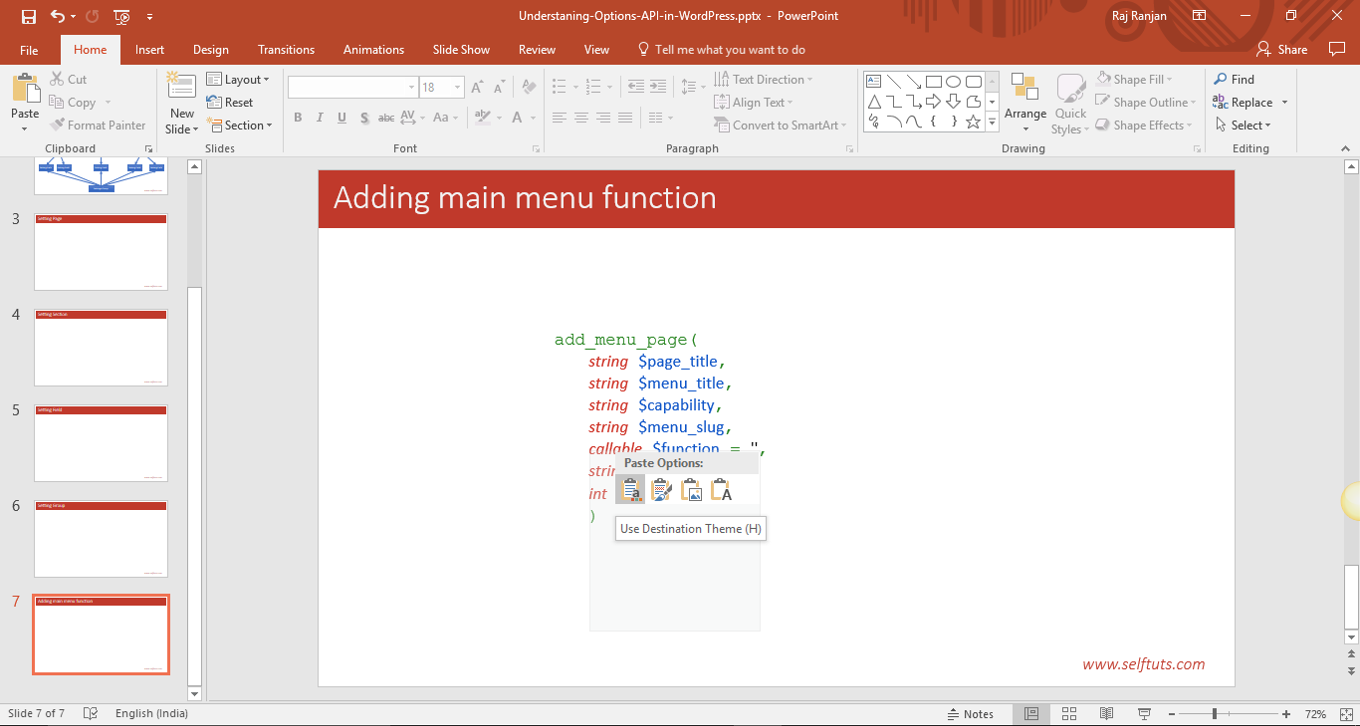 Understaning-Options-API-in-WordPress.pptx - PowerPoint
Raj Ranjan
File Home Insert Design Transitions Animations Slide Show Review View Tell me what you want to do Share
Paste
Cut
Copy
Format Painter
Clipboard
New Slide
Layout
Reset
Section
Slides
18
B I U S abc AV Aa A
Font
Text Direction
Align Text
Convert to SmartArt
Paragraph
Arrange
Quick Styles
Shape Fill
Shape Outline
Shape Effects
Drawing
Find
Replace
Select
Editing
3
Setting Page
4
Setting Section
5
Setting Field
6
Setting Group
7
Adding main menu function
Adding main menu function
add_menu_page(
string $page_title,
string $menu_title,
string $capability,
string $menu_slug,
callable $function = '',
int
)
Paste Options:
Use Destination Theme (H)
www.selftuts.com
Slide 7 of 7 English (India) Notes 72%